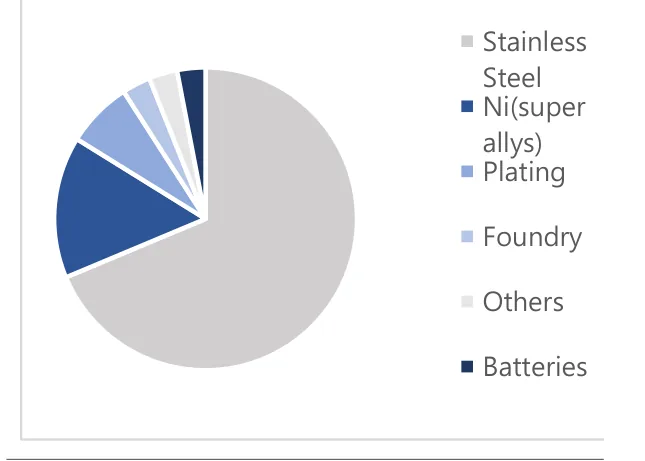 Stainless
Steel
Ni(super
allys)
Plating
Foundry
Others
Batteries